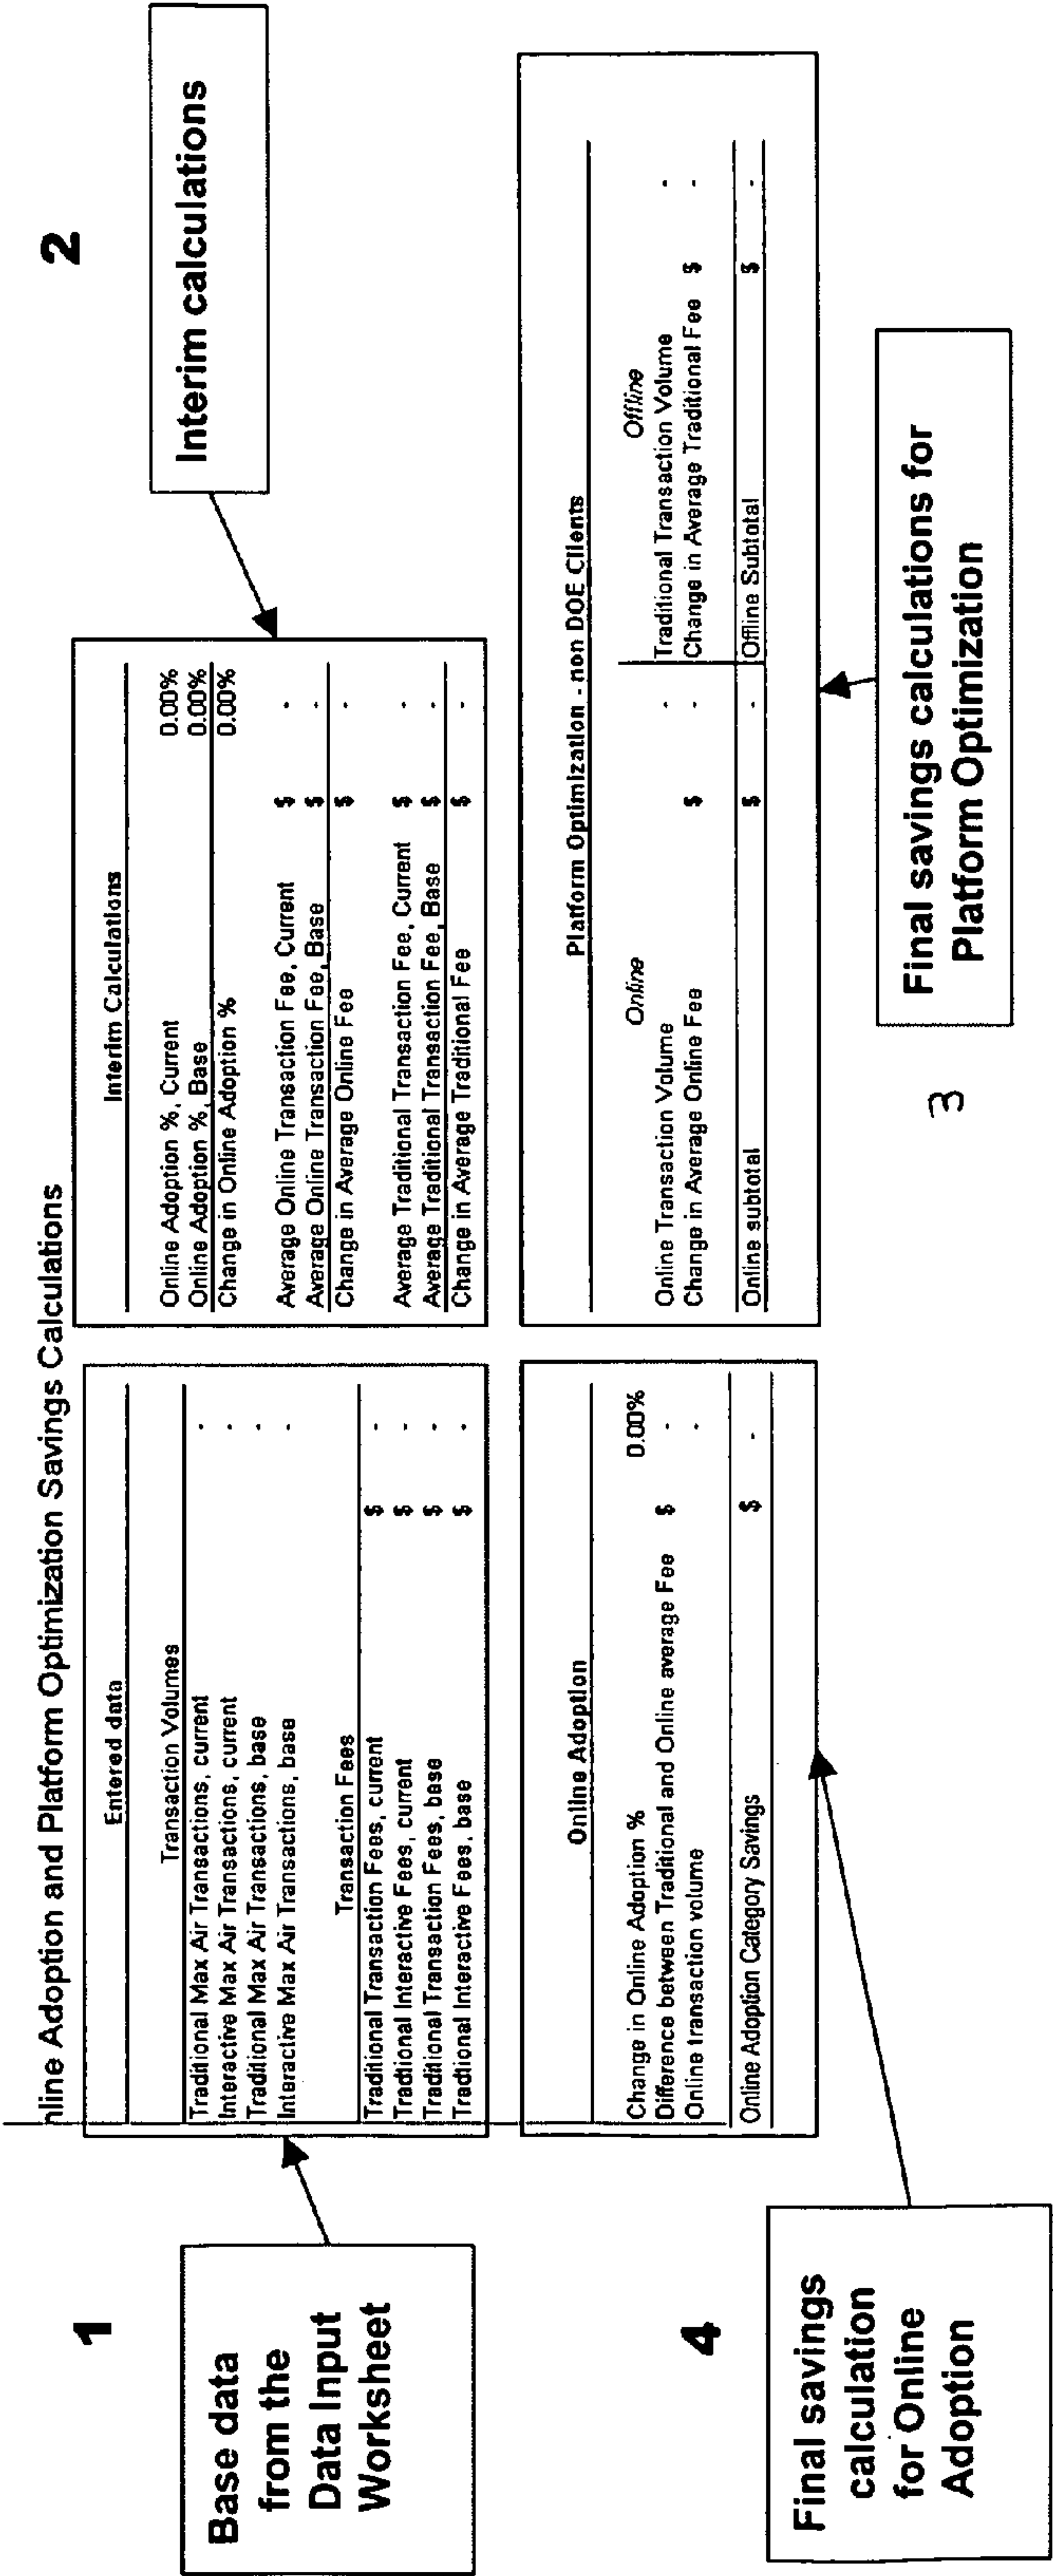 nline Adoption and Platform Optimization Savings Calculations
1
Base data
from the
Data Input
Worksheet
Entered data
Transaction Volumes
Traditional Max Air Transactions, current -
Interactive Max Air Transactions, current -
Traditional Max Air Transactions, base -
Interactive Max Air Transactions, base -
Transaction Fees
Traditional Transaction Fees, current $ -
Tradtional Interactive Fees, current $ -
Traditional Transaction Fees, base $ -
Tradtional Interactive Fees, base $ -
2
Interim calculations
Interim Calculations
Online Adoption %, Current 0.00%
Online Adoption %, Base 0.00%
Change in Online Adoption % 0.00%
Average Online Transaction Fee, Current $ -
Average Online Transaction Fee, Base $ -
Change in Average Online Fee $ -
Average Traditional Transaction Fee, Current $ -
Average Traditional Transaction Fee, Base $ -
Change in Average Traditional Fee $ -
4
Final savings
calculation
for Online
Adoption
Online Adoption
Change in Online Adoption % 0.00%
Difference between Traditional and Online average Fee $ -
Online transaction volume -
Online Adoption Category Savings $ -
Platform Optimization - non DOE Clients
Online
Online Transaction Volume -
Change in Average Online Fee $ -
Online subtotal $ -
Offline
Traditional Transaction Volume -
Change in Average Traditional Fee $ -
Offline Subtotal $ -
3
Final savings calculations for
Platform Optimization